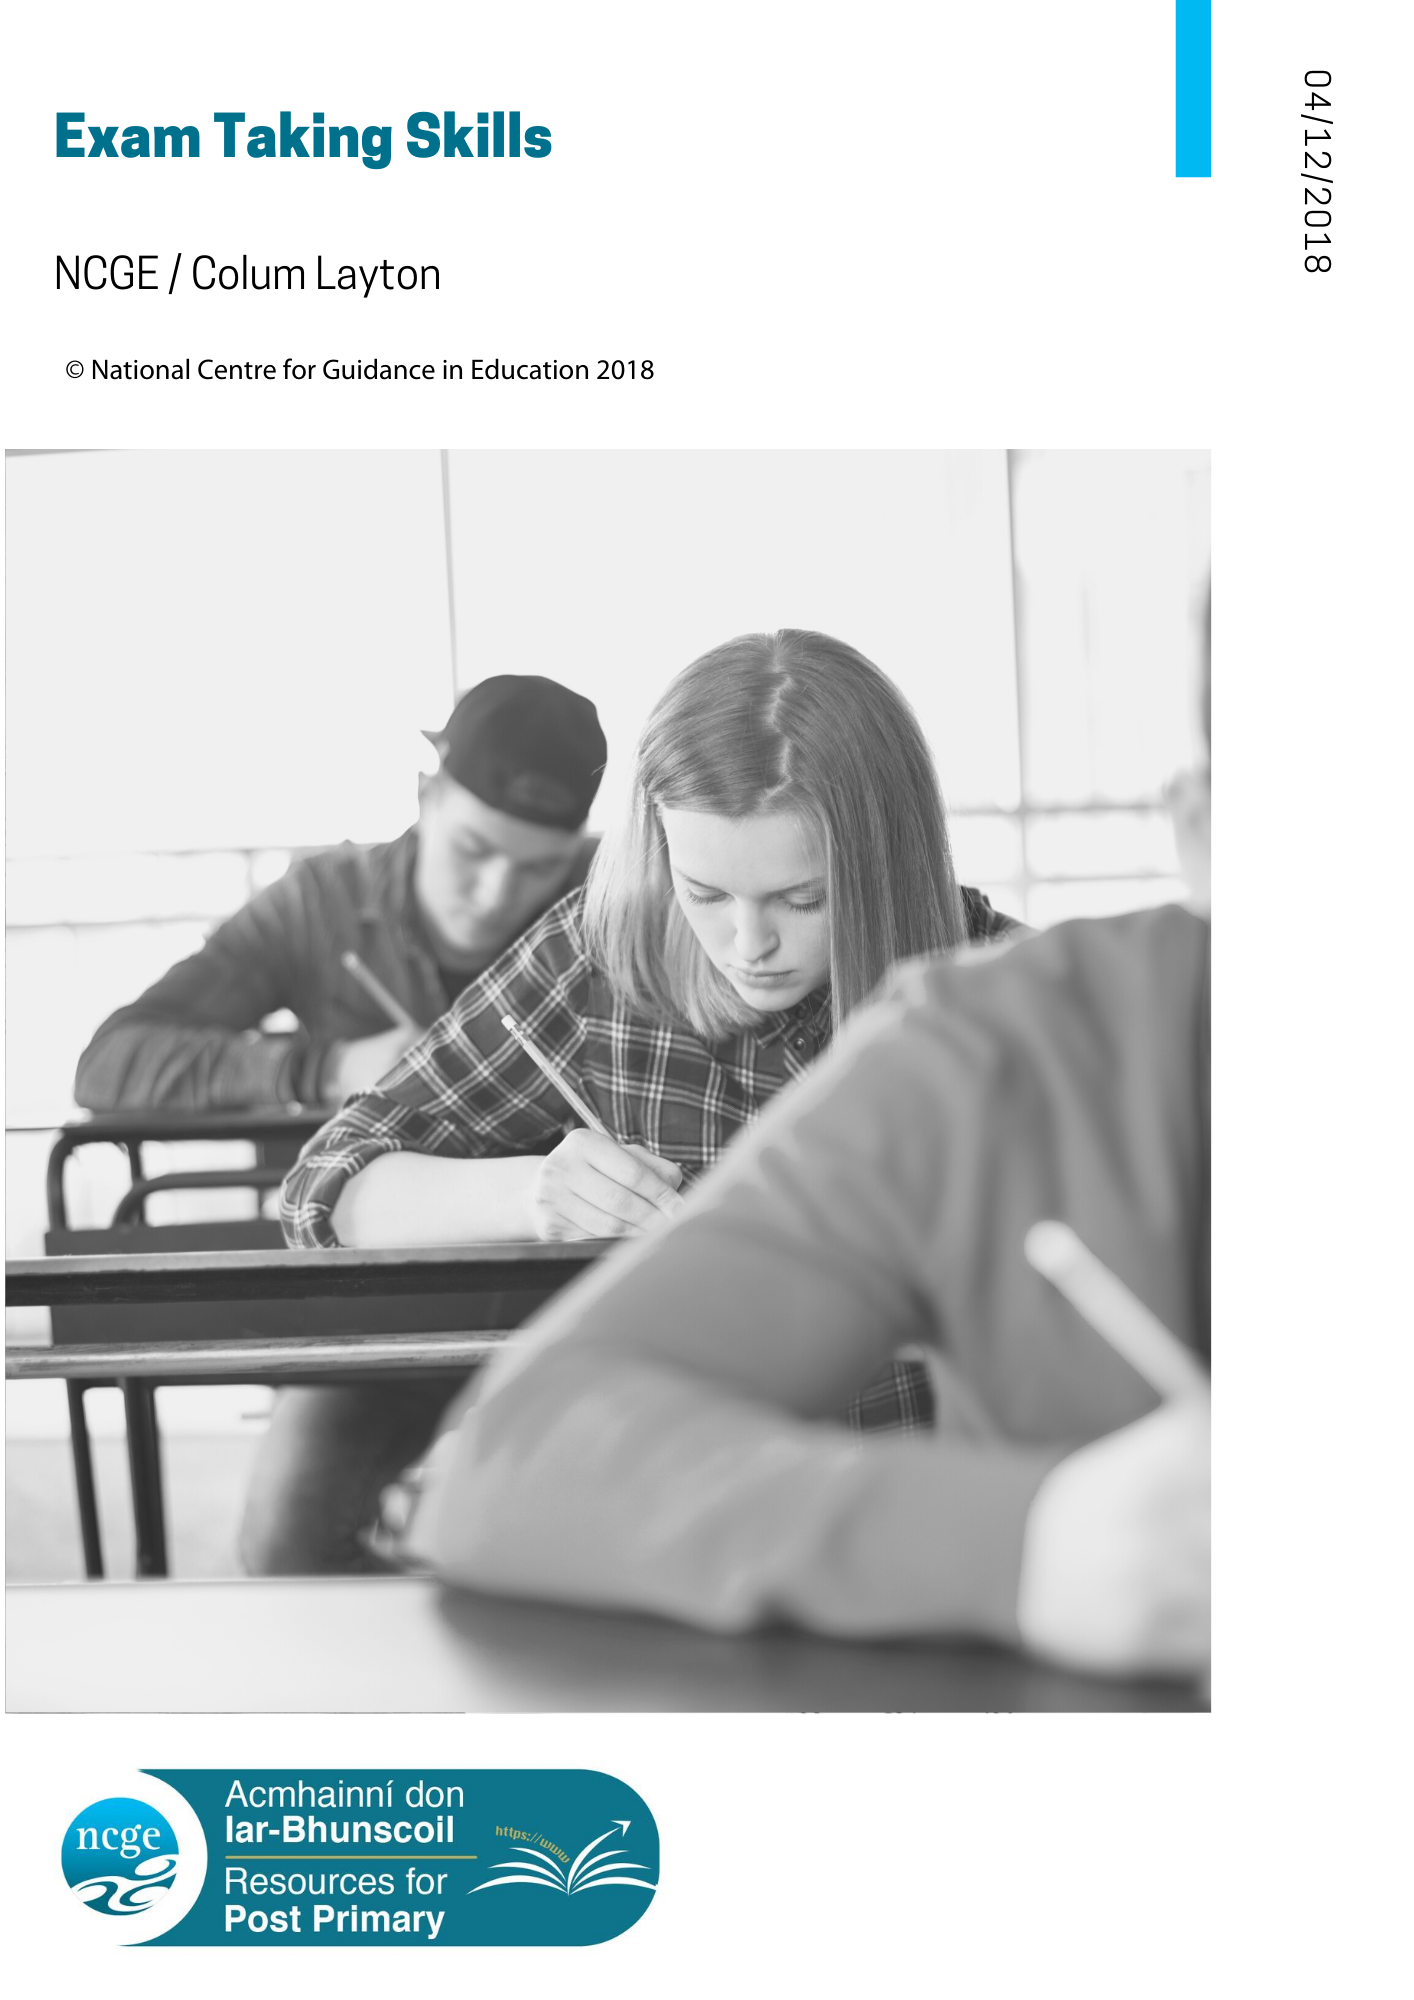 Exam Taking Skills
04/12/2018
NCGE / Colum Layton
© National Centre for Guidance in Education 2018
ncge
Acmhainní don
Iar-Bhunscoil
https://www
Resources for
Post Primary